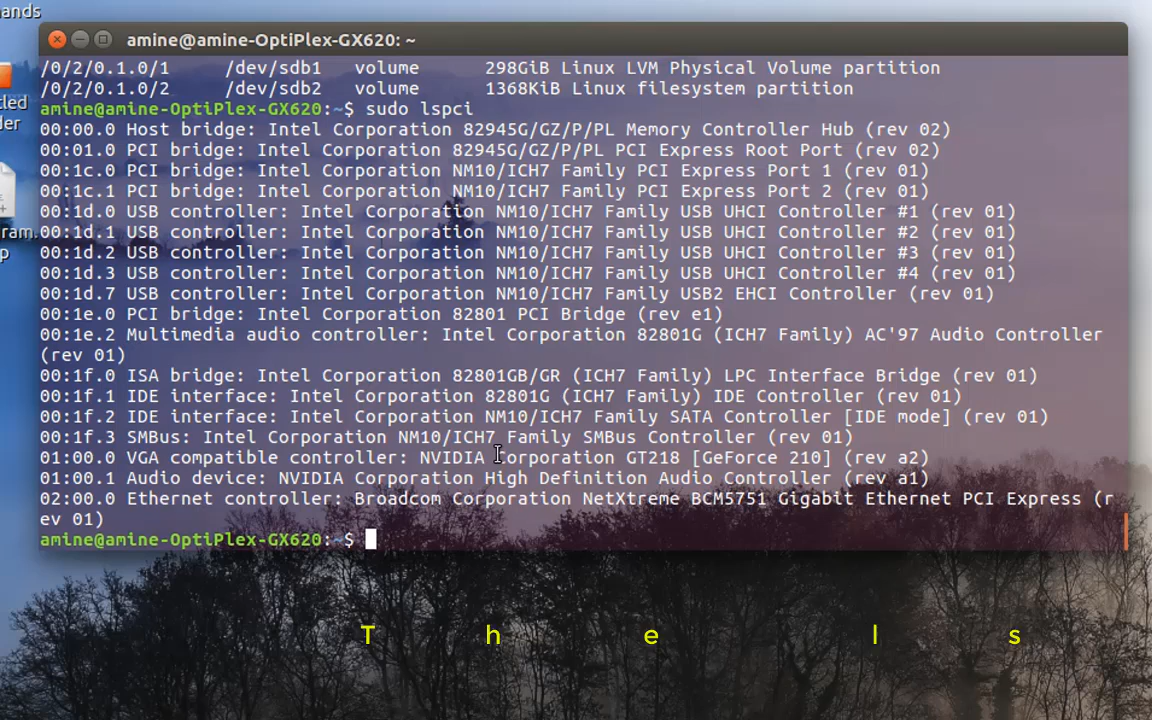 ands
amine@amine-OptiPlex-GX620: ~
/0/2/0.1.0/1 /dev/sdb1 volume 298GiB Linux LVM Physical Volume partition
/0/2/0.1.0/2 /dev/sdb2 volume 1368KiB Linux filesystem partition
amine@amine-OptiPlex-GX620:~$ sudo lspci
00:00.0 Host bridge: Intel Corporation 82945G/GZ/P/PL Memory Controller Hub (rev 02)
00:01.0 PCI bridge: Intel Corporation 82945G/GZ/P/PL PCI Express Root Port (rev 02)
00:1c.0 PCI bridge: Intel Corporation NM10/ICH7 Family PCI Express Port 1 (rev 01)
00:1c.1 PCI bridge: Intel Corporation NM10/ICH7 Family PCI Express Port 2 (rev 01)
00:1d.0 USB controller: Intel Corporation NM10/ICH7 Family USB UHCI Controller #1 (rev 01)
00:1d.1 USB controller: Intel Corporation NM10/ICH7 Family USB UHCI Controller #2 (rev 01)
00:1d.2 USB controller: Intel Corporation NM10/ICH7 Family USB UHCI Controller #3 (rev 01)
00:1d.3 USB controller: Intel Corporation NM10/ICH7 Family USB UHCI Controller #4 (rev 01)
00:1d.7 USB controller: Intel Corporation NM10/ICH7 Family USB2 EHCI Controller (rev 01)
00:1e.0 PCI bridge: Intel Corporation 82801 PCI Bridge (rev e1)
00:1e.2 Multimedia audio controller: Intel Corporation 82801G (ICH7 Family) AC'97 Audio Controller
(rev 01)
00:1f.0 ISA bridge: Intel Corporation 82801GB/GR (ICH7 Family) LPC Interface Bridge (rev 01)
00:1f.1 IDE interface: Intel Corporation 82801G (ICH7 Family) IDE Controller (rev 01)
00:1f.2 IDE interface: Intel Corporation NM10/ICH7 Family SATA Controller [IDE mode] (rev 01)
00:1f.3 SMBus: Intel Corporation NM10/ICH7 Family SMBus Controller (rev 01)
01:00.0 VGA compatible controller: NVIDIA Corporation GT218 [GeForce 210] (rev a2)
01:00.1 Audio device: NVIDIA Corporation High Definition Audio Controller (rev a1)
02:00.0 Ethernet controller: Broadcom Corporation NetXtreme BCM5751 Gigabit Ethernet PCI Express (r
ev 01)
amine@amine-OptiPlex-GX620:~$
tled
der
ram.
p
T h e l s